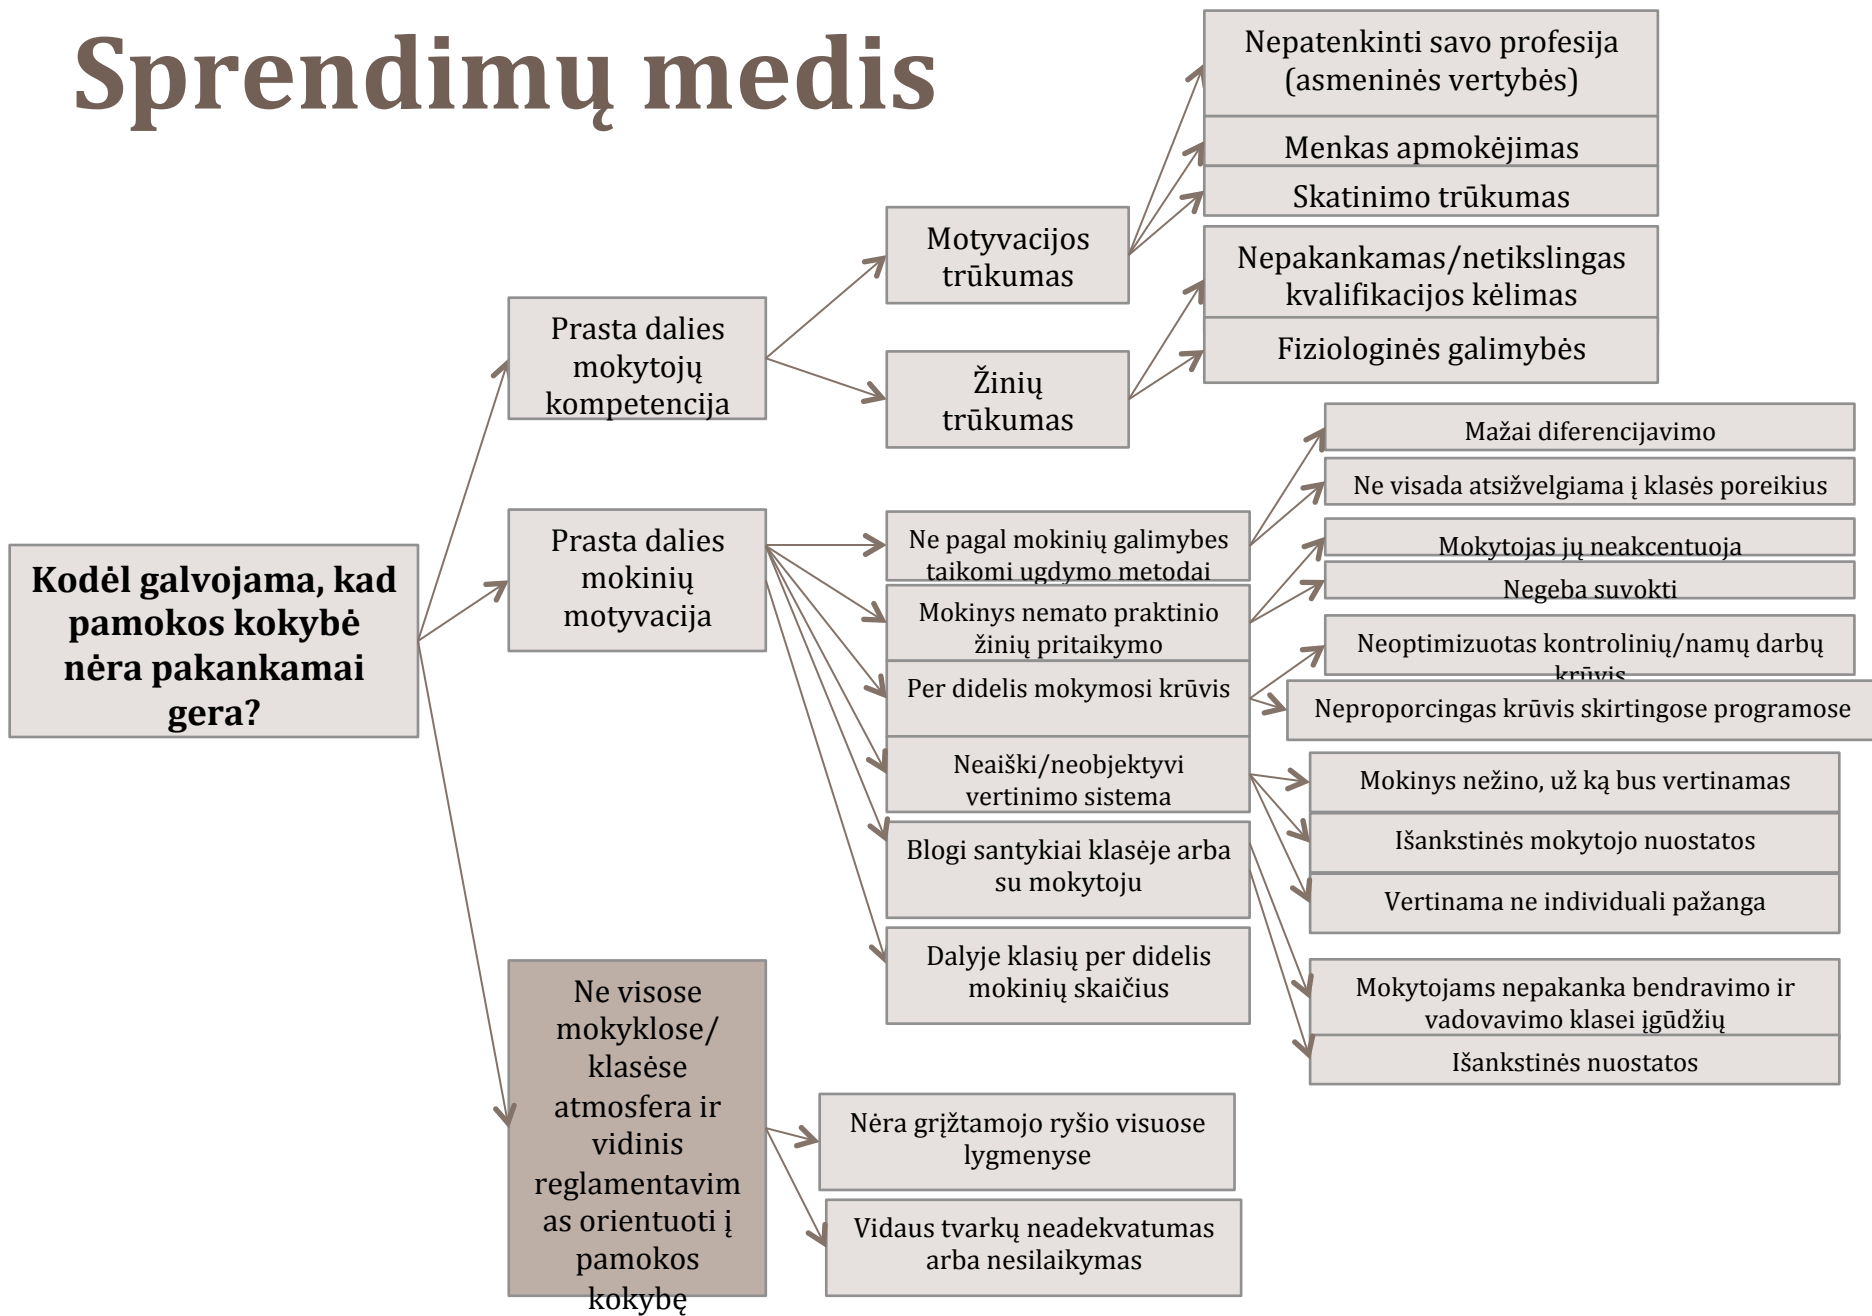 Sprendimų medis
Kodėl galvojama, kad
pamokos kokybė
nėra pakankamai
gera?
Prasta dalies
mokytojų
kompetencija
Motyvacijos
trūkumas
Nepatenkinti savo profesija
(asmeninės vertybės)
Menkas apmokėjimas
Skatinimo trūkumas
Žinių
trūkumas
Nepakankamas/netikslingas
kvalifikacijos kėlimas
Fiziologinės galimybės
Prasta dalies
mokinių
motyvacija
Ne pagal mokinių galimybes
taikomi ugdymo metodai
Mažai diferencijavimo
Ne visada atsižvelgiama į klasės poreikius
Mokinys nemato praktinio
žinių pritaikymo
Mokytojas jų neakcentuoja
Negeba suvokti
Per didelis mokymosi krūvis
Neoptimizuotas kontrolinių/namų darbų
krūvis
Neproporcingas krūvis skirtingose programose
Neaiški/neobjektyvi
vertinimo sistema
Mokinys nežino, už ką bus vertinamas
Išankstinės mokytojo nuostatos
Vertinama ne individuali pažanga
Blogi santykiai klasėje arba
su mokytoju
Mokytojams nepakanka bendravimo ir
vadovavimo klasei įgūdžių
Išankstinės nuostatos
Dalyje klasių per didelis
mokinių skaičius
Ne visose
mokyklose/
klasėse
atmosfera ir
vidinis
reglamentavim
as orientuoti į
pamokos
kokybę
Nėra grįžtamojo ryšio visuose
lygmenyse
Vidaus tvarkų neadekvatumas
arba nesilaikymas